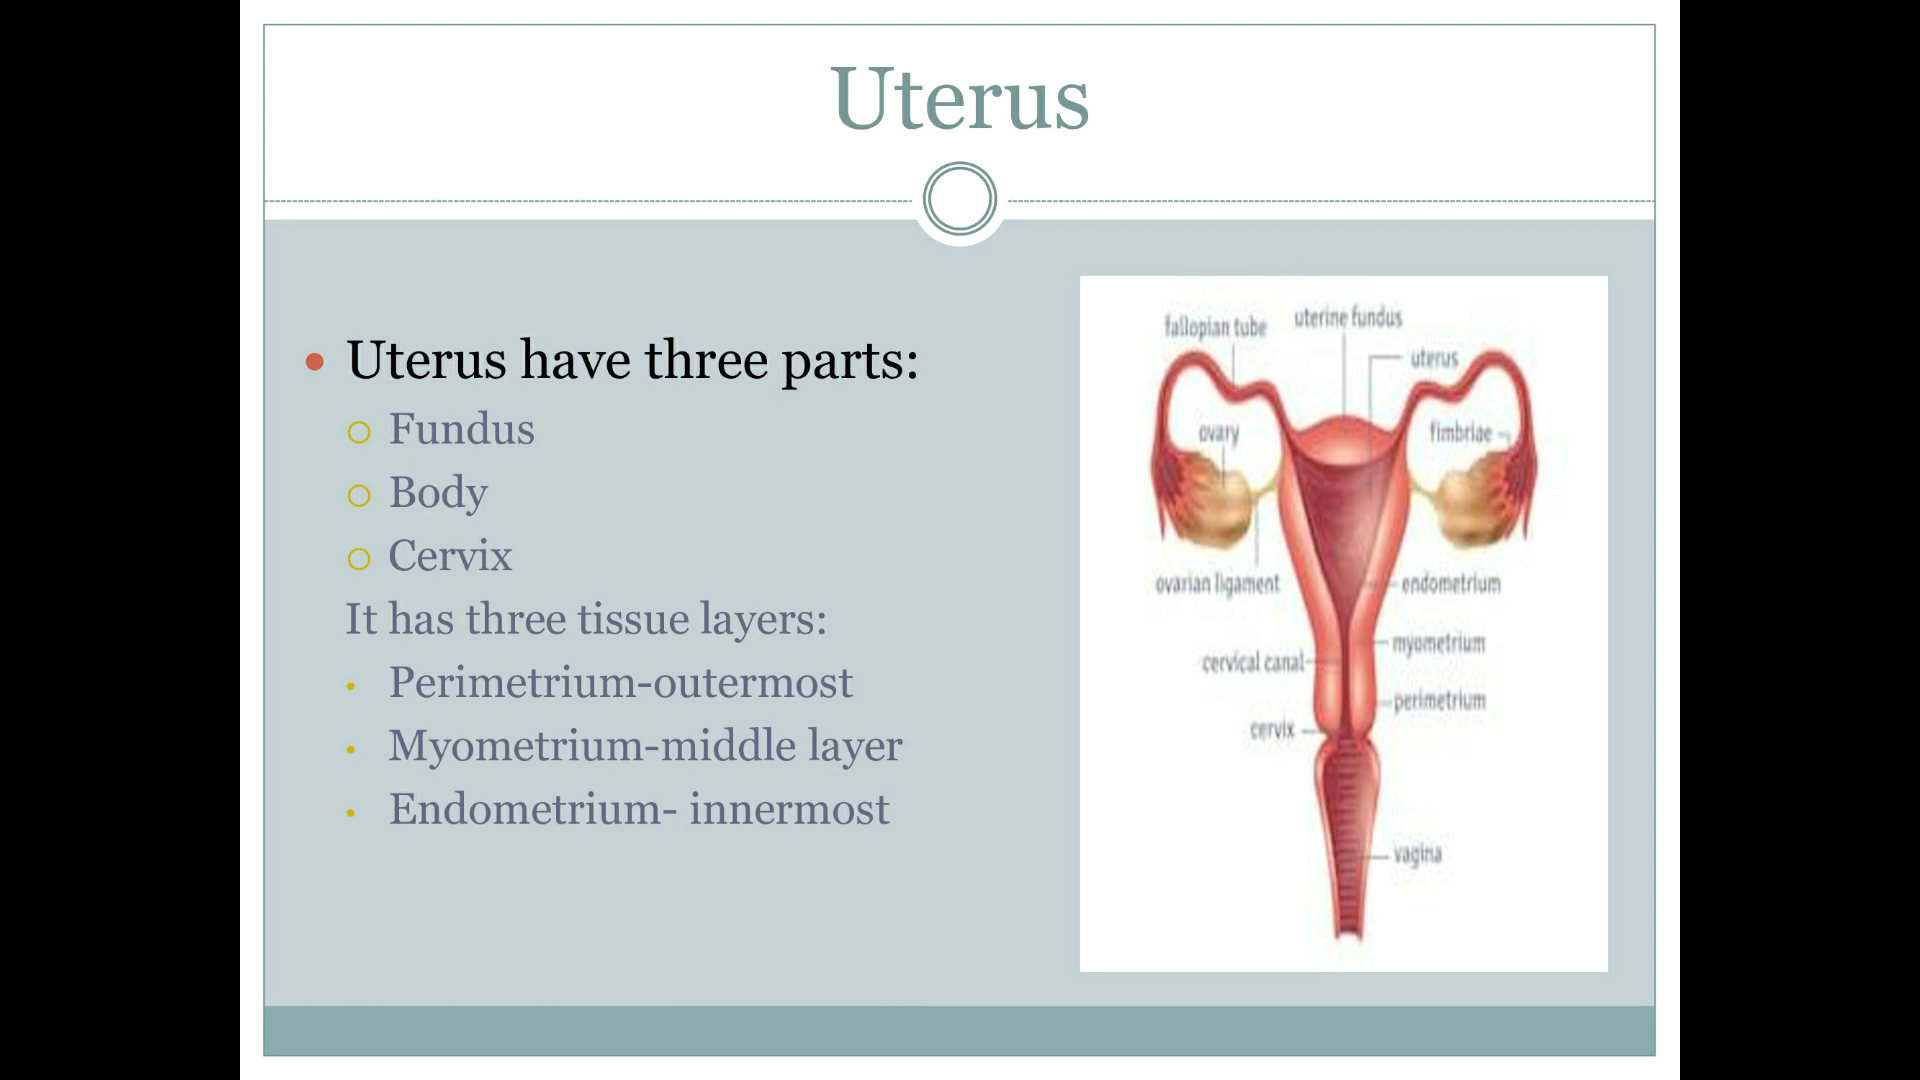 Uterus
Uterus have three parts:
Fundus
Body
Cervix
It has three tissue layers:
Perimetrium-outermost
Myometrium-middle layer
Endometrium- innermost
fallopian tube
uterine fundus
uterus
ovary
fimbriae
ovarian ligament
endometrium
myometrium
cervical canal
perimetrium
cervix
vagina